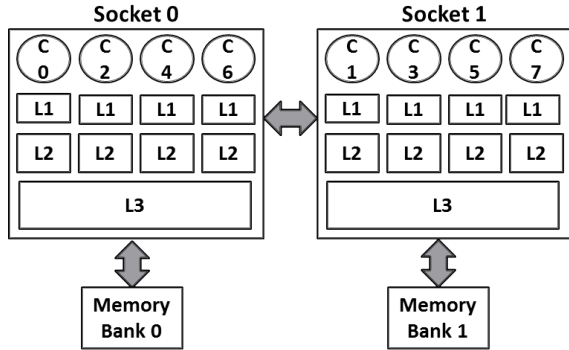 Socket 0
Socket 1
C C C C
0 2 4 6
C C C C
1 3 5 7
L1 L1 L1 L1
L1 L1 L1 L1
L2 L2 L2 L2
L2 L2 L2 L2
L3
L3
Memory
Bank 0
Memory
Bank 1